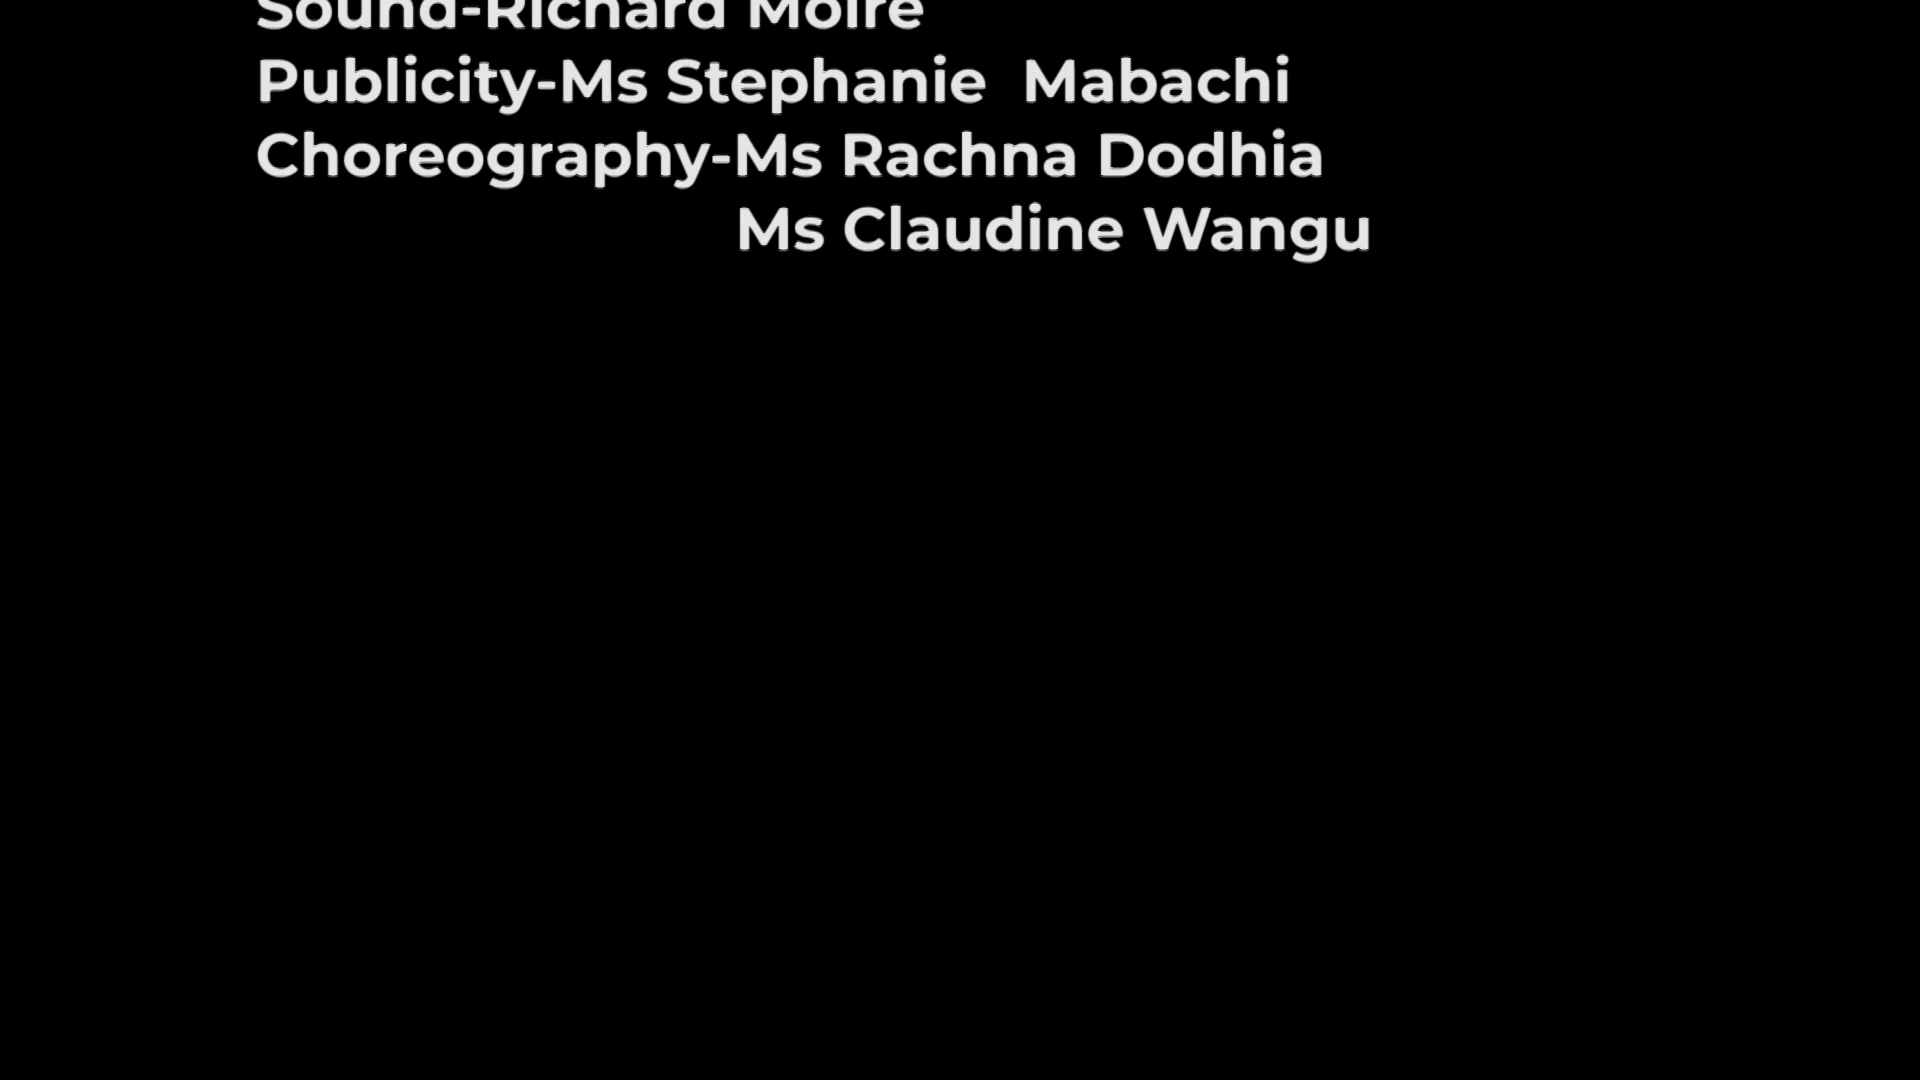 Sound-Richard Moire
Publicity-Ms Stephanie  Mabachi
Choreography-Ms Rachna Dodhia
Ms Claudine Wangu